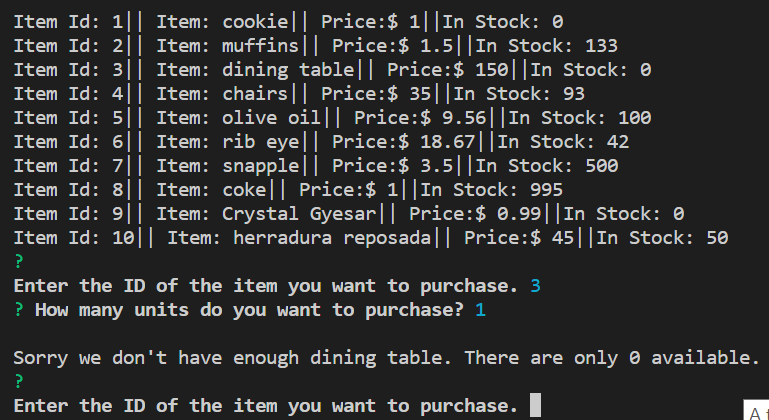 Item Id: 1|| Item: cookie|| Price:$ 1||In Stock: 0
Item Id: 2|| Item: muffins|| Price:$ 1.5||In Stock: 133
Item Id: 3|| Item: dining table|| Price:$ 150||In Stock: 0
Item Id: 4|| Item: chairs|| Price:$ 35||In Stock: 93
Item Id: 5|| Item: olive oil|| Price:$ 9.56||In Stock: 100
Item Id: 6|| Item: rib eye|| Price:$ 18.67||In Stock: 42
Item Id: 7|| Item: snapple|| Price:$ 3.5||In Stock: 500
Item Id: 8|| Item: coke|| Price:$ 1||In Stock: 995
Item Id: 9|| Item: Crystal Gyesar|| Price:$ 0.99||In Stock: 0
Item Id: 10|| Item: herradura reposada|| Price:$ 45||In Stock: 50
?
Enter the ID of the item you want to purchase. 3
? How many units do you want to purchase? 1
Sorry we don't have enough dining table. There are only 0 available.
?
Enter the ID of the item you want to purchase.